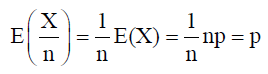 E(X/n) = 1/n E(X) = 1/n np = p